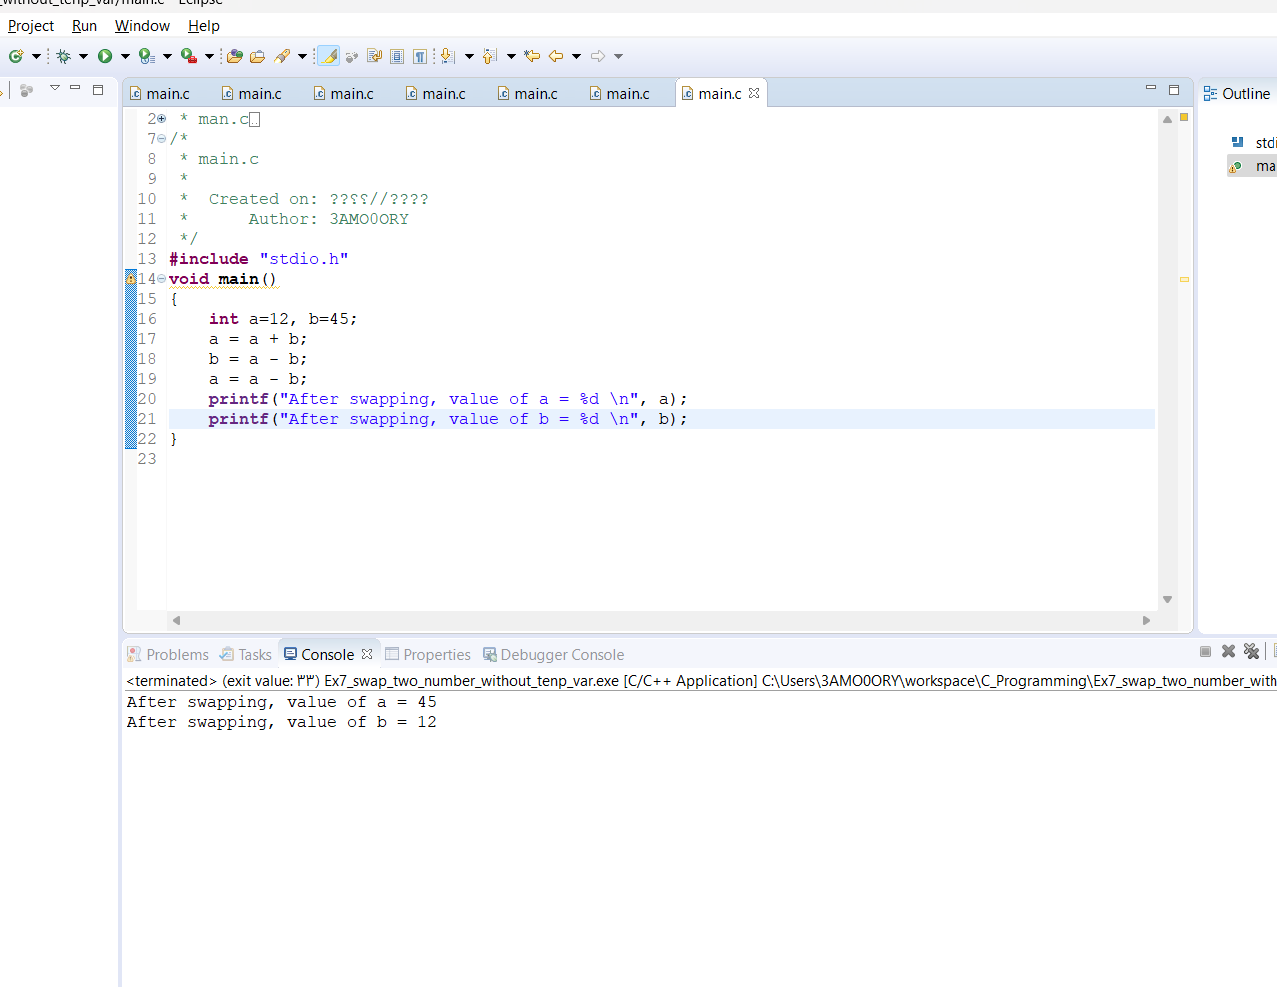 _without_tenp_var/main.c - Eclipse
Project Run Window Help
main.c main.c main.c main.c main.c main.c main.c
Outline
stdi
ma
2 * man.c
7 /*
8 * main.c
9 *
10 * Created on: ??؟؟//????
11 * Author: 3AMO0ORY
12 */
13 #include "stdio.h"
14 void main()
15 {
16 int a=12, b=45;
17 a = a + b;
18 b = a - b;
19 a = a - b;
20 printf("After swapping, value of a = %d \n", a);
21 printf("After swapping, value of b = %d \n", b);
22 }
23
Problems Tasks Console Properties Debugger Console
<terminated> (exit value: ٣٣) Ex7_swap_two_number_without_tenp_var.exe [C/C++ Application] C:\Users\3AMO0ORY\workspace\C_Programming\Ex7_swap_two_number_with
After swapping, value of a = 45
After swapping, value of b = 12